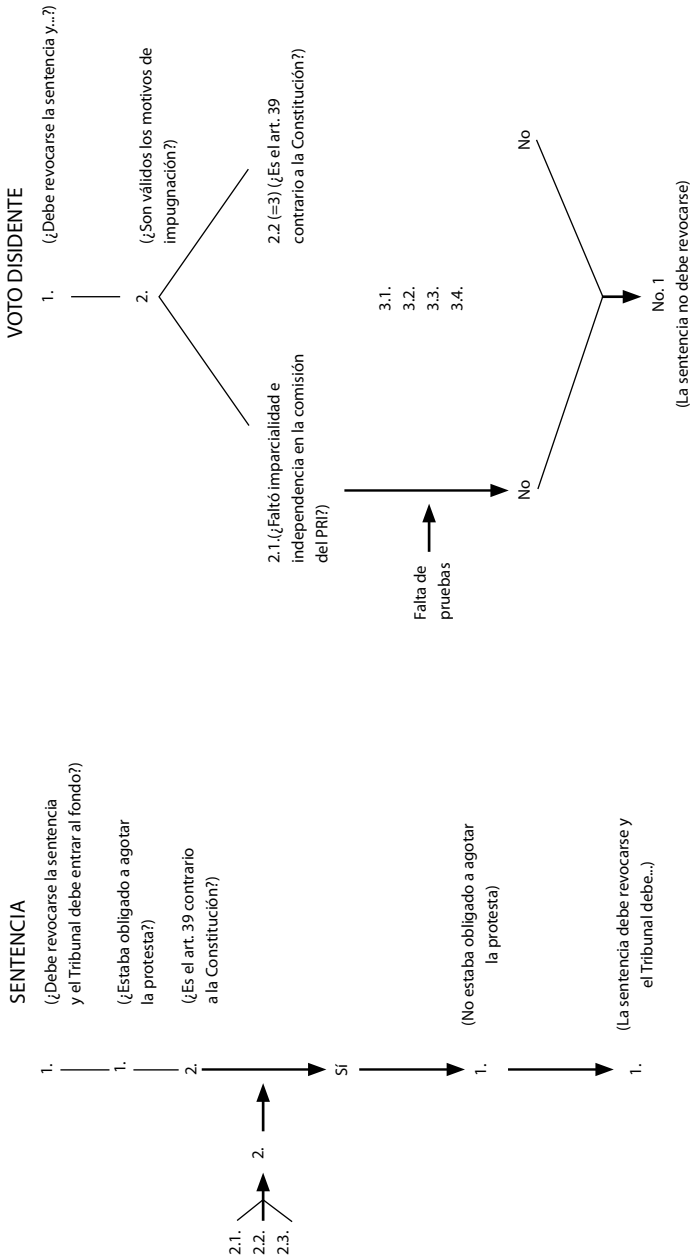 SENTENCIA
1.
(¿Debe revocarse la sentencia
y el Tribunal debe entrar al fondo?)
1.
(¿Estaba obligado a agotar
la protesta?)
2.
(¿Es el art. 39 contrario
a la Constitución?)
2.1.
2.2.
2.3.
2.
Sí
1.
(No estaba obligado a agotar
la protesta)
1.
(La sentencia debe revocarse y
el Tribunal debe...)
VOTO DISIDENTE
1.
(¿Debe revocarse la sentencia y...?)
2.
(¿Son válidos los motivos de
impugnación?)
2.1.(¿Faltó imparcialidad e
independencia en la comisión
del PRI?)
2.2 (=3) (¿Es el art. 39
contrario a la Constitución?)
3.1.
3.2.
3.3.
3.4.
Falta de
pruebas
No
No
No. 1
(La sentencia no debe revocarse)